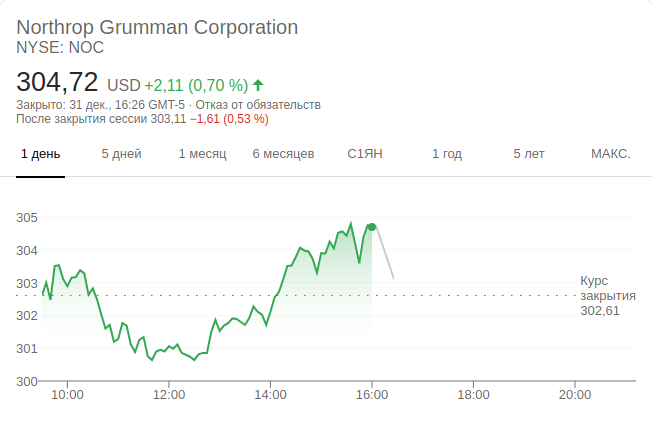 Northrop Grumman Corporation
NYSE: NOC
304,72 USD +2,11 (0,70 %)
Закрыто: 31 дек., 16:26 GMT-5 · Отказ от обязательств
После закрытия сессии 303,11 −1,61 (0,53 %)
1 день 5 дней 1 месяц 6 месяцев С1ЯН 1 год 5 лет МАКС.
305
304
303
302
301
300
Курс
закрытия
302,61
10:00 12:00 14:00 16:00 18:00 20:00